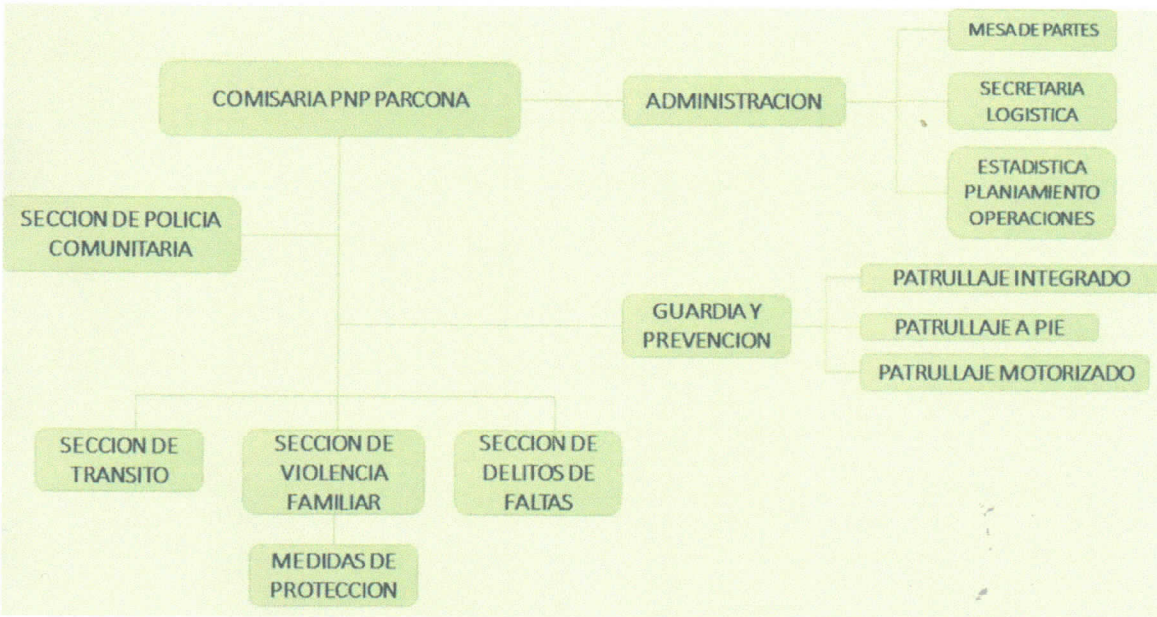 COMISARIA PNP PARCONA
ADMINISTRACION
MESA DE PARTES
SECRETARIA
LOGISTICA
ESTADISTICA
PLANIAMIENTO
OPERACIONES
SECCION DE POLICIA
COMUNITARIA
GUARDIA Y
PREVENCION
PATRULLAJE INTEGRADO
PATRULLAJE A PIE
PATRULLAJE MOTORIZADO
SECCION DE
TRANSITO
SECCION DE
VIOLENCIA
FAMILIAR
SECCION DE
DELITOS DE
FALTAS
MEDIDAS DE
PROTECCION